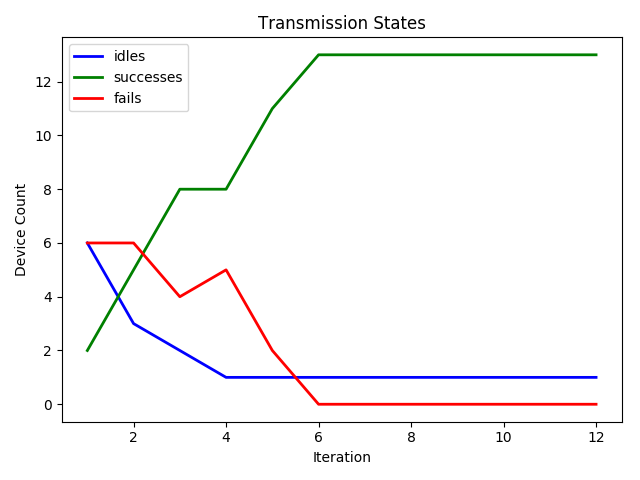 Transmission States
idles
successes
fails
Device Count
12
10
8
6
4
2
0
2 4 6 8 10 12
Iteration